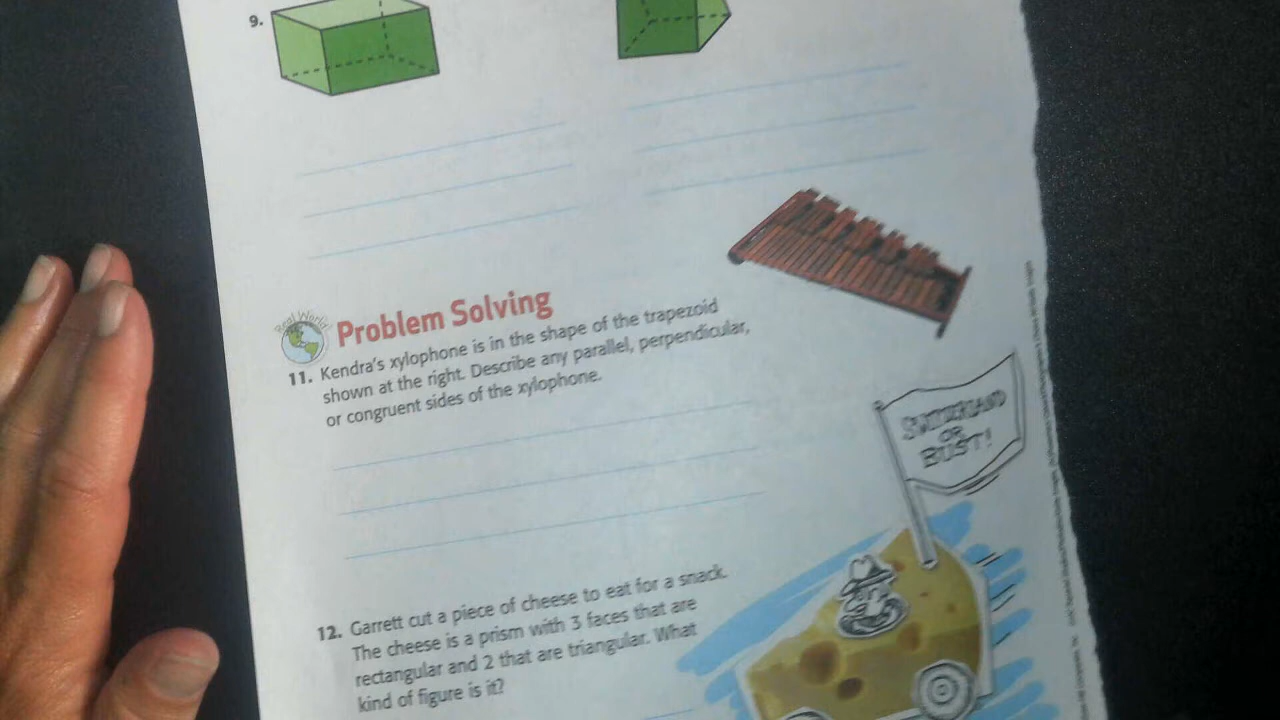 9.
Real World
Problem Solving
11. Kendra's xylophone is in the shape of the trapezoid
shown at the right. Describe any parallel, perpendicular,
or congruent sides of the xylophone.
OR
BUST!
12. Garrett cut a piece of cheese to eat for a snack.
The cheese is a prism with 3 faces that are
rectangular and 2 that are triangular. What
kind of figure is it?